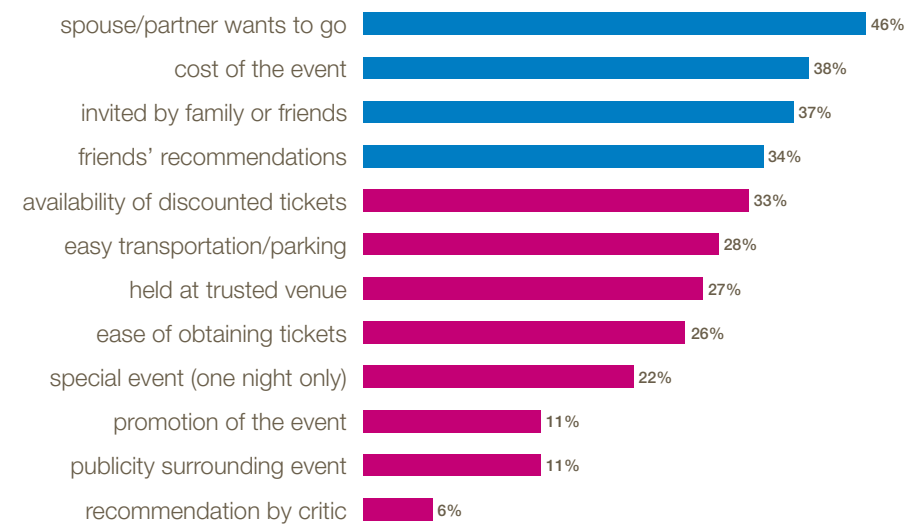 spouse/partner wants to go 46%
cost of the event 38%
invited by family or friends 37%
friends’ recommendations 34%
availability of discounted tickets 33%
easy transportation/parking 28%
held at trusted venue 27%
ease of obtaining tickets 26%
special event (one night only) 22%
promotion of the event 11%
publicity surrounding event 11%
recommendation by critic 6%